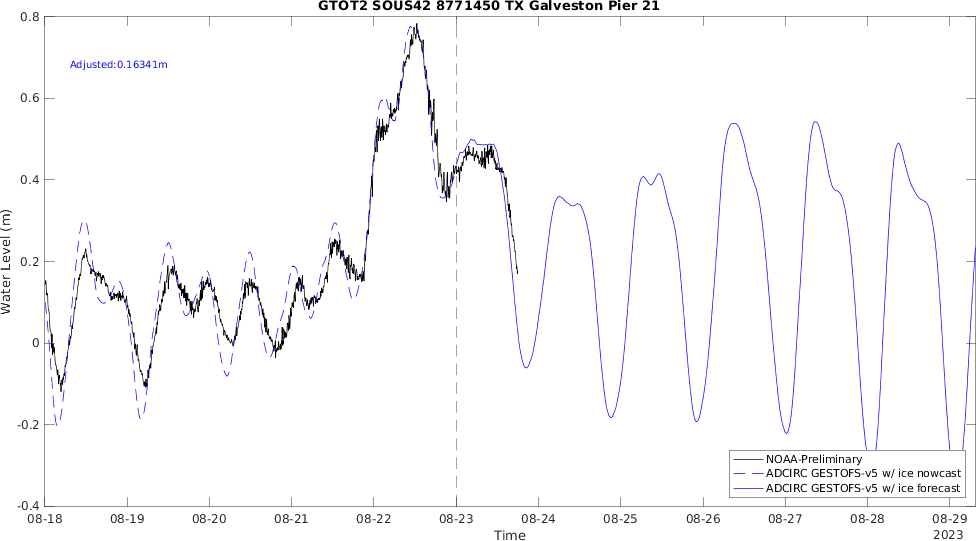 GTOT2 SOUS42 8771450 TX Galveston Pier 21
Adjusted:0.16341m
Water Level (m)
0.8
0.6
0.4
0.2
0
-0.2
-0.4
NOAA-Preliminary
ADCIRC GESTOFS-v5 w/ ice nowcast
ADCIRC GESTOFS-v5 w/ ice forecast
08-18 08-19 08-20 08-21 08-22 08-23 08-24 08-25 08-26 08-27 08-28 08-29
Time 2023